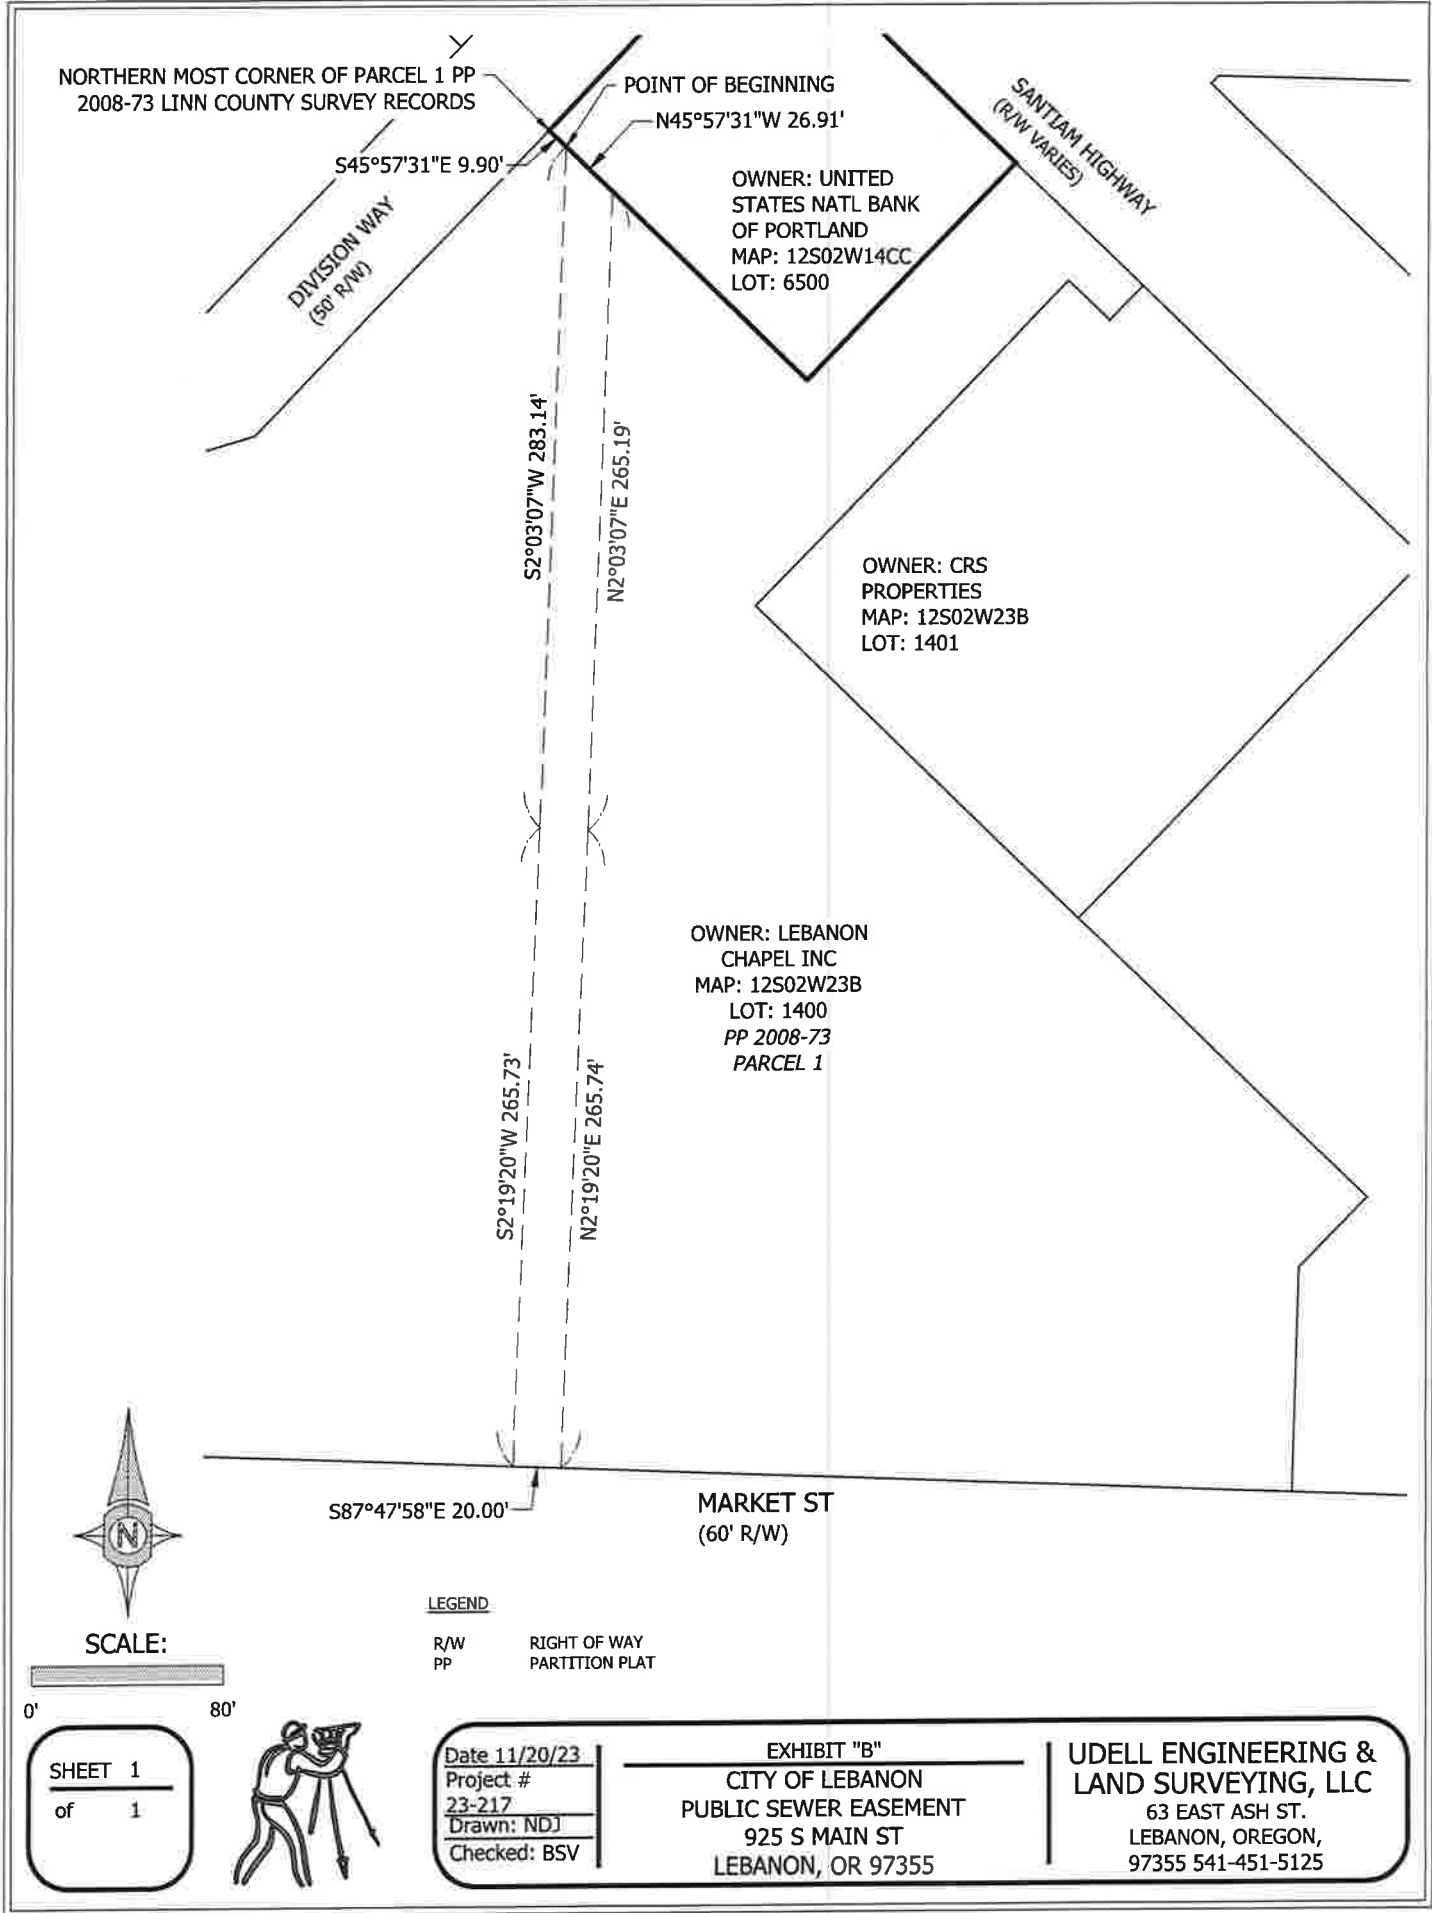 NORTHERN MOST CORNER OF PARCEL 1 PP
2008-73 LINN COUNTY SURVEY RECORDS
POINT OF BEGINNING
N45°57'31"W 26.91'
S45°57'31"E 9.90'
SANTIAM HIGHWAY
(R/W VARIES)
OWNER: UNITED
STATES NATL BANK
OF PORTLAND
MAP: 12S02W14CC
LOT: 6500
DIVISION WAY
(50' R/W)
S2°03'07"W 283.14'
N2°03'07"E 265.19'
OWNER: CRS
PROPERTIES
MAP: 12S02W23B
LOT: 1401
OWNER: LEBANON
CHAPEL INC
MAP: 12S02W23B
LOT: 1400
PP 2008-73
PARCEL 1
S2°19'20"W 265.73'
N2°19'20"E 265.74'
S87°47'58"E 20.00'
MARKET ST
(60' R/W)
N
SCALE:
0' 80'
LEGEND
R/W RIGHT OF WAY
PP PARTITION PLAT
SHEET 1
of 1
Date 11/20/23
Project #
23-217
Drawn: NDJ
Checked: BSV
EXHIBIT "B"
CITY OF LEBANON
PUBLIC SEWER EASEMENT
925 S MAIN ST
LEBANON, OR 97355
UDELL ENGINEERING &
LAND SURVEYING, LLC
63 EAST ASH ST.
LEBANON, OREGON,
97355 541-451-5125